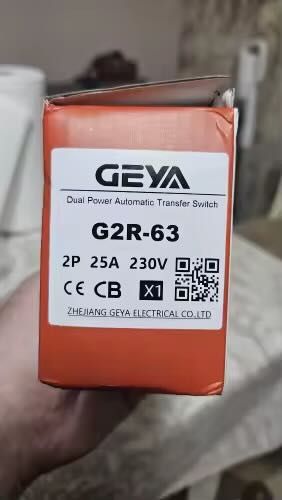 GEYA
Dual Power Automatic Transfer Switch
G2R-63
2P 25A 230V
CE CB X1
ZHEJIANG GEYA ELECTRICAL CO.,LTD